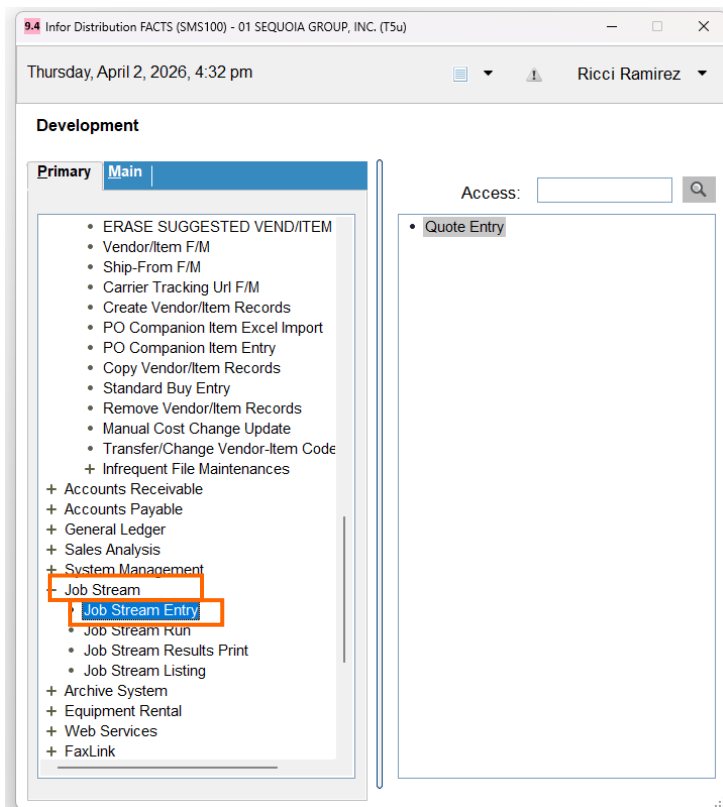 9.4 Infor Distribution FACTS (SMS100) - 01 SEQUOIA GROUP, INC. (T5u)
Thursday, April 2, 2026, 4:32 pm
Ricci Ramirez
Development
Primary
Main
Access:
ERASE SUGGESTED VEND/ITEM
Vendor/Item F/M
Ship-From F/M
Carrier Tracking Url F/M
Create Vendor/Item Records
PO Companion Item Excel Import
PO Companion Item Entry
Copy Vendor/Item Records
Standard Buy Entry
Remove Vendor/Item Records
Manual Cost Change Update
Transfer/Change Vendor-Item Code
+ Infrequent File Maintenances
+ Accounts Receivable
+ Accounts Payable
+ General Ledger
+ Sales Analysis
+ System Management
- Job Stream
Job Stream Entry
Job Stream Run
Job Stream Results Print
Job Stream Listing
+ Archive System
+ Equipment Rental
+ Web Services
+ FaxLink
Quote Entry